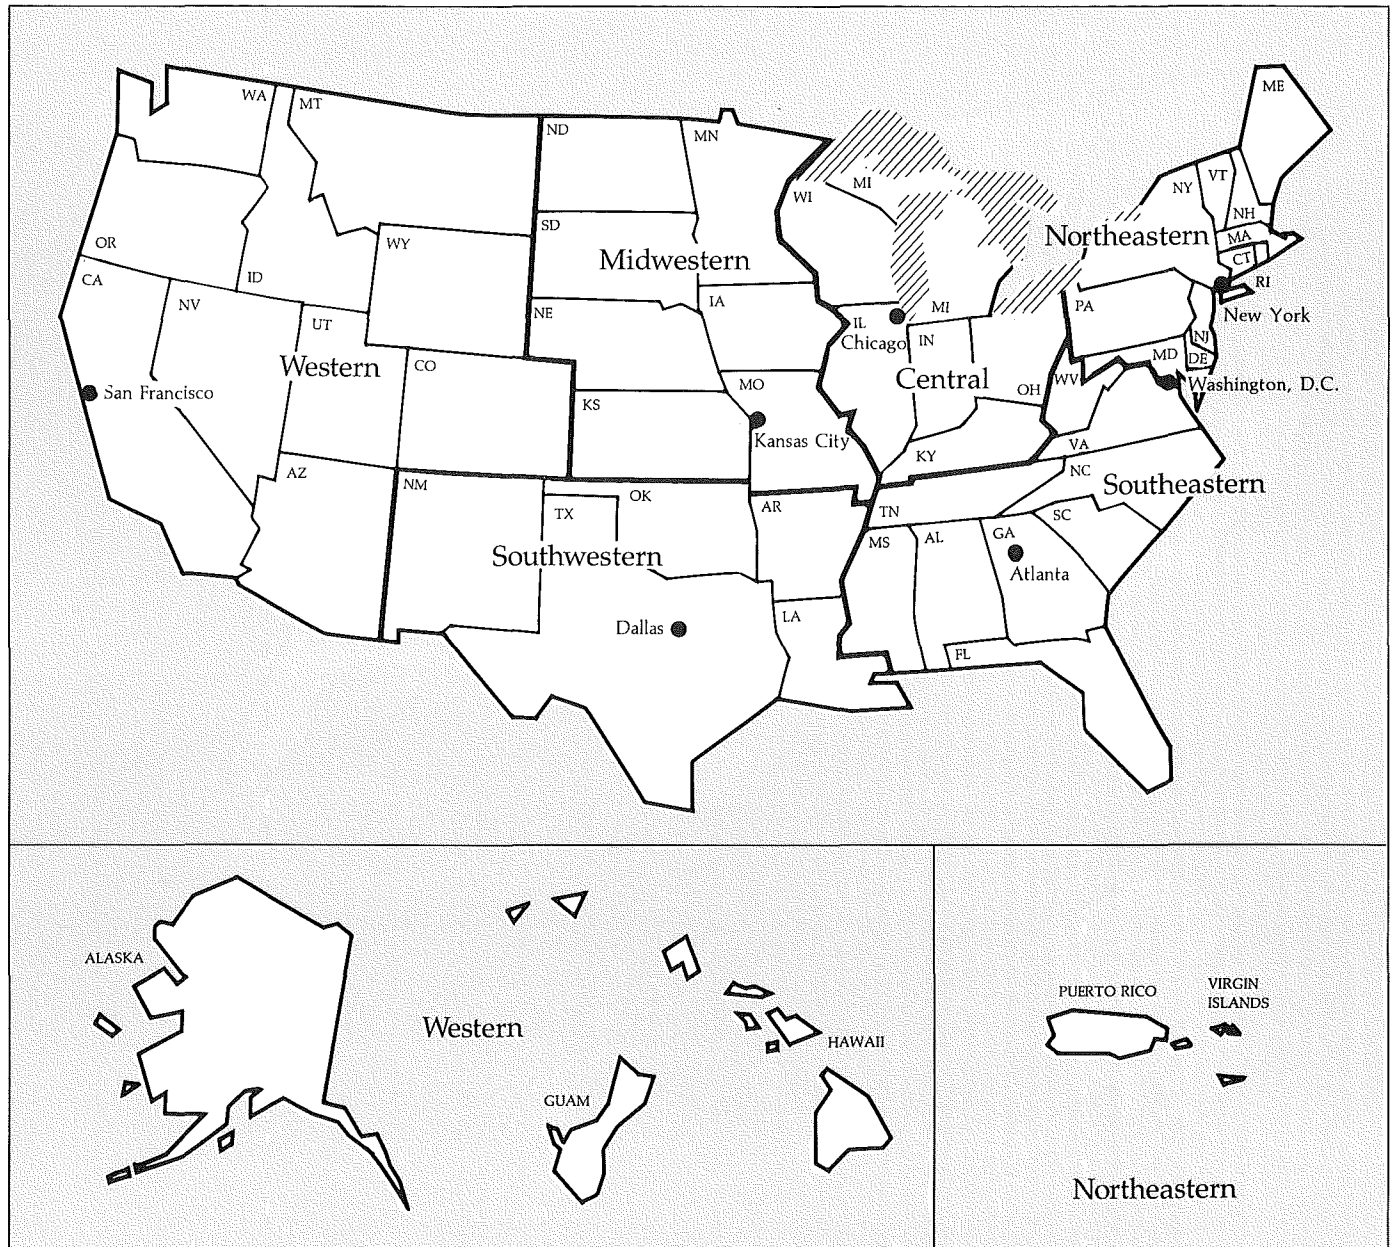 ME
WA
MT
ND
MN
VT
NY
MI
WI
NH
SD
OR
WY
Northeastern
MA
Midwestern
CT
ID
CA
RI
NV
IA
PA
MI
NE
New York
IL
UT
NJ
Chicago
IN
MD
DE
Western
CO
Central
WV
Washington, D.C.
MO
OH
San Francisco
KS
Kansas City
VA
KY
AZ
NC
NM
Southeastern
OK
AR
TN
TX
SC
GA
MS
AL
Southwestern
Atlanta
LA
Dallas
FL
ALASKA
Western
HAWAII
GUAM
PUERTO RICO
VIRGIN
ISLANDS
Northeastern